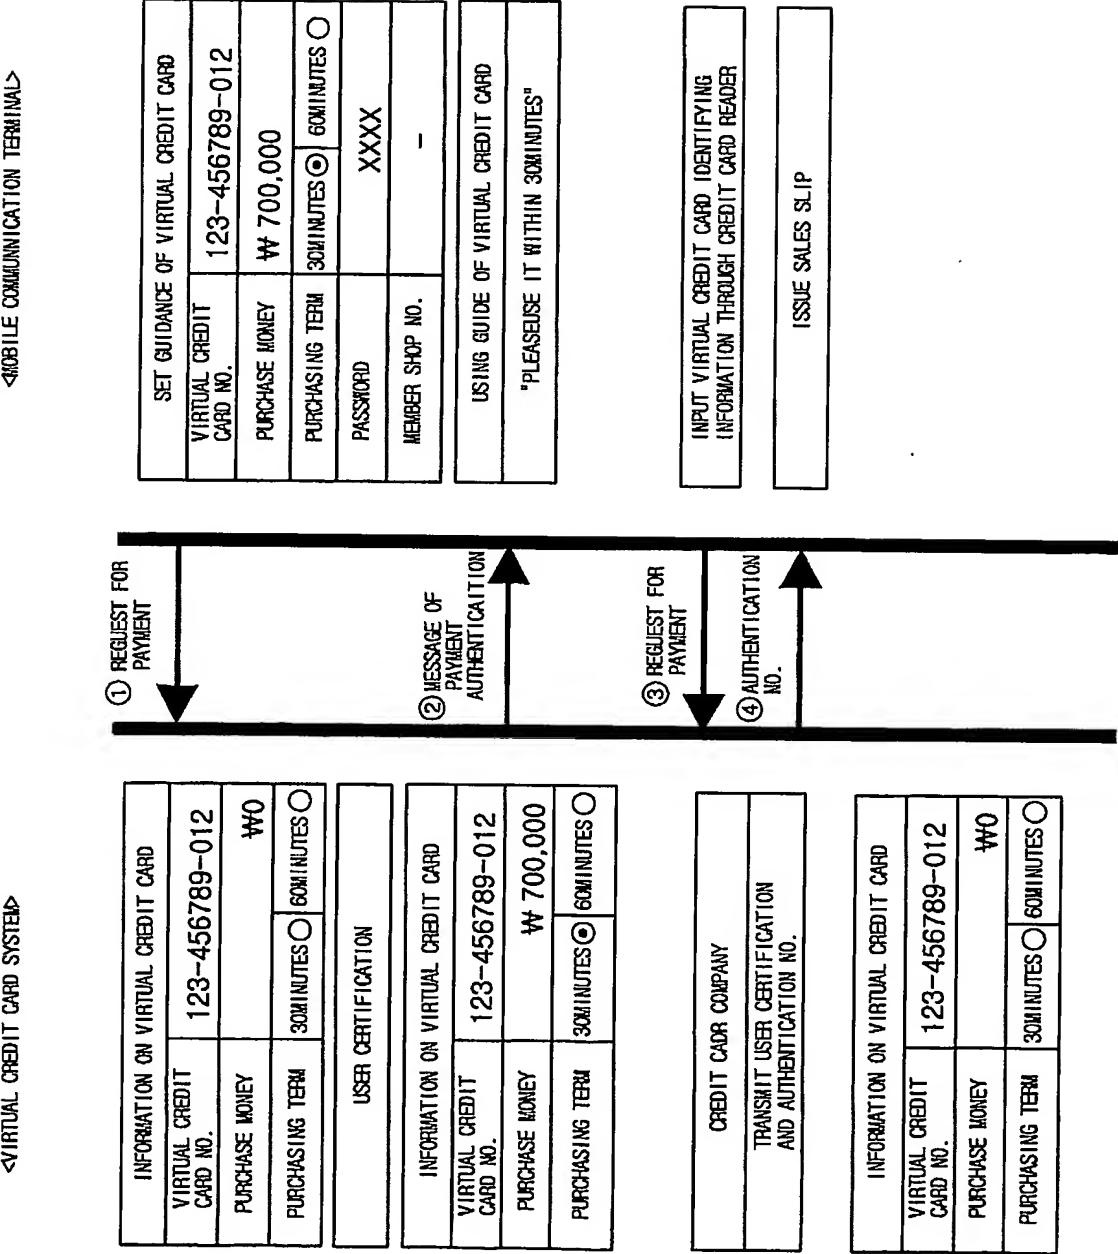 <VIRTUAL CREDIT CARD SYSTEM>
INFORMATION ON VIRTUAL CREDIT CARD
VIRTUAL CREDIT
CARD NO.
123-456789-012
PURCHASE MONEY
₩0
PURCHASING TERM
30MINUTES
60MINUTES
USER CERTIFICATION
INFORMATION ON VIRTUAL CREDIT CARD
VIRTUAL CREDIT
CARD NO.
123-456789-012
PURCHASE MONEY
₩ 700,000
PURCHASING TERM
30MINUTES
60MINUTES
CREDIT CADR COMPANY
TRANSMIT USER CERTIFICATION
AND AUTHENTICATION NO.
INFORMATION ON VIRTUAL CREDIT CARD
VIRTUAL CREDIT
CARD NO.
123-456789-012
PURCHASE MONEY
₩0
PURCHASING TERM
30MINUTES
60MINUTES
① REGUEST FOR
PAYMENT
② MESSAGE OF
PAYMENT
AUTHENTICAITION
③ REGUEST FOR
PAYMENT
④ AUTHENTICATION
NO.
<MOBILE COMMUNNICATION TERMINAL>
SET GUIDANCE OF VIRTUAL CREDIT CARD
VIRTUAL CREDIT
CARD NO.
123-456789-012
PURCHASE MONEY
₩ 700,000
PURCHASING TERM
30MINUTES
60MINUTES
PASSWORD
XXXX
MEMBER SHOP NO.
-
USING GUIDE OF VIRTUAL CREDIT CARD
"PLEASEUSE IT WITHIN 30MINUTES"
INPUT VIRTUAL CREDIT CARD IDENTIFYING
INFORMATION THROUGH CREDIT CARD READER
ISSUE SALES SLIP